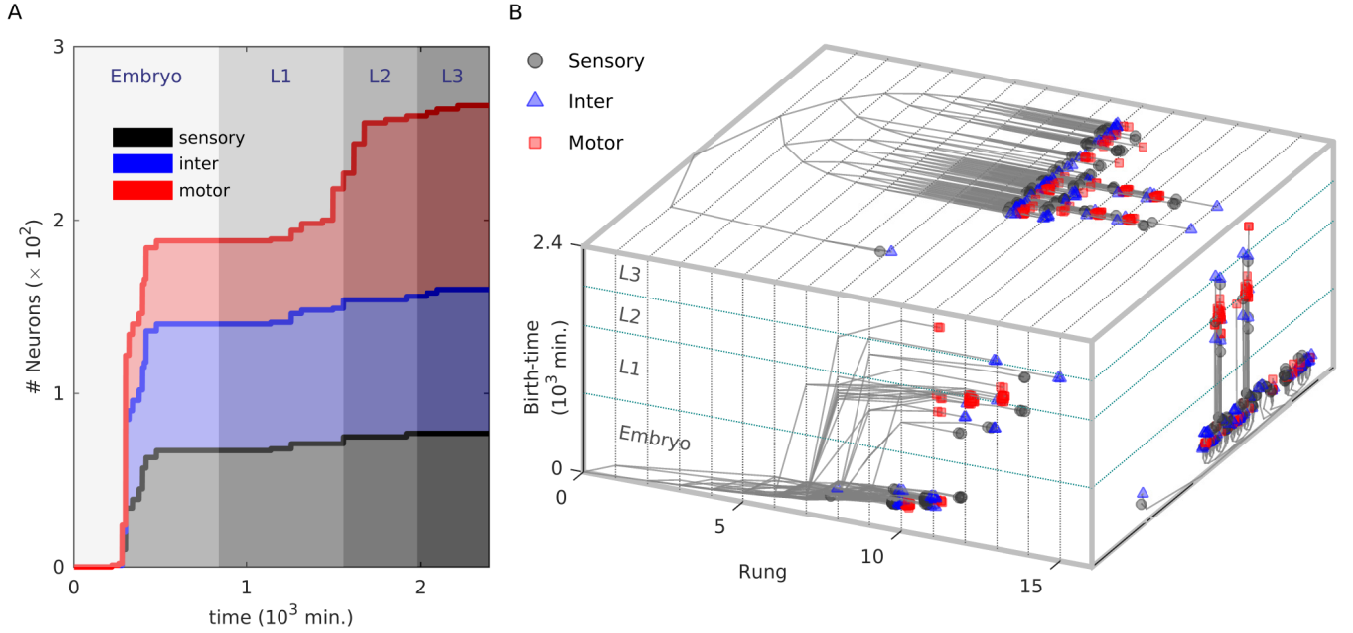 A
3
2
1
0
# Neurons ( × 10²)
Embryo
L1
L2
L3
sensory
inter
motor
0
1
2
time (10³ min.)
B
Sensory
Inter
Motor
2.4
0
Birth-time
(10³ min.)
L3
L2
L1
Embryo
0
5
10
15
Rung